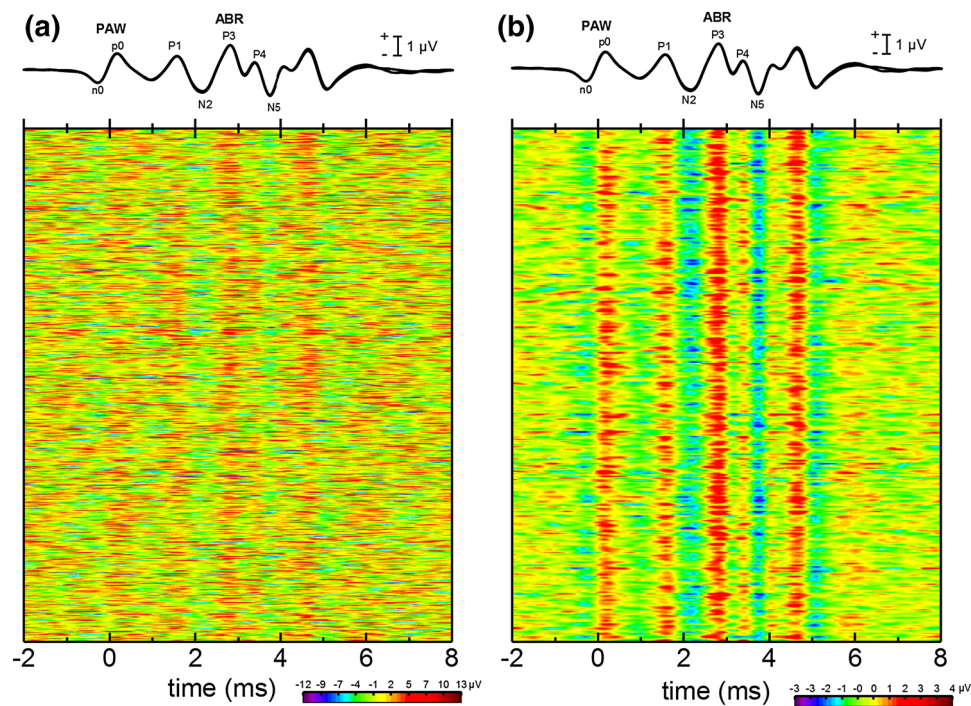 (a)
PAW
ABR
p0
P1
P3
P4
n0
N2
N5
+
-
1 µV
-2 0 2 4 6 8
time (ms)
-12 -9 -7 -4 -1 2 5 7 10 13 µV
(b)
PAW
ABR
p0
P1
P3
P4
n0
N2
N5
+
-
1 µV
-2 0 2 4 6 8
time (ms)
-3 -3 -2 -1 -0 0 1 2 3 4 µV